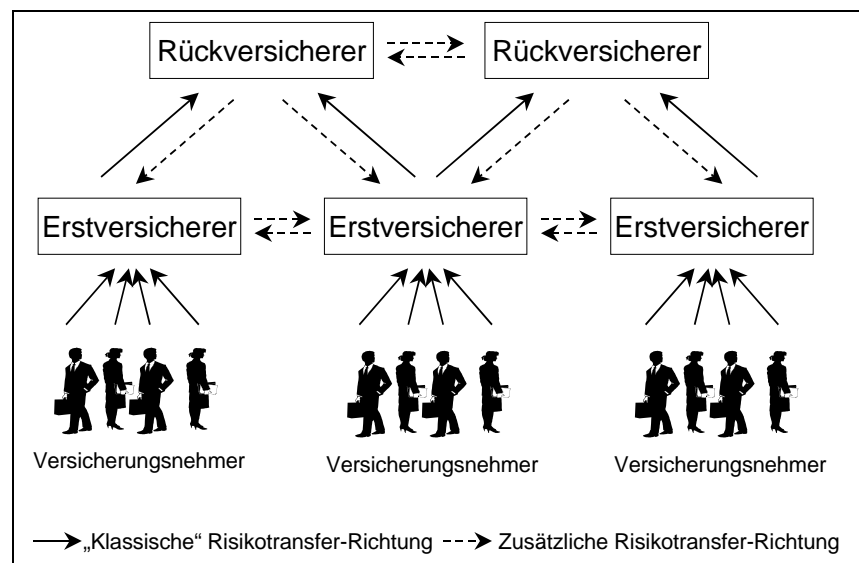 Rückversicherer Rückversicherer
Erstversicherer Erstversicherer Erstversicherer
Versicherungsnehmer Versicherungsnehmer Versicherungsnehmer
„Klassische“ Risikotransfer-Richtung Zusätzliche Risikotransfer-Richtung